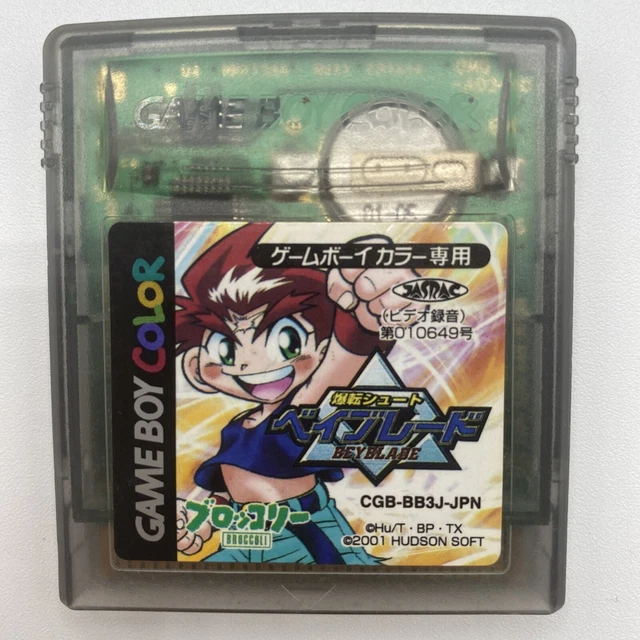 GAME BOY COLOR
GAME BOY COLOR
ゲームボーイカラー専用
JASRAC
(ビデオ録音)
第010649号
爆転シュート
ベイブレード
BEYBLADE
CGB-BB3J-JPN
ブロッコリー
BROCCOLI
©Hu/T・BP・TX
©2001 HUDSON SOFT